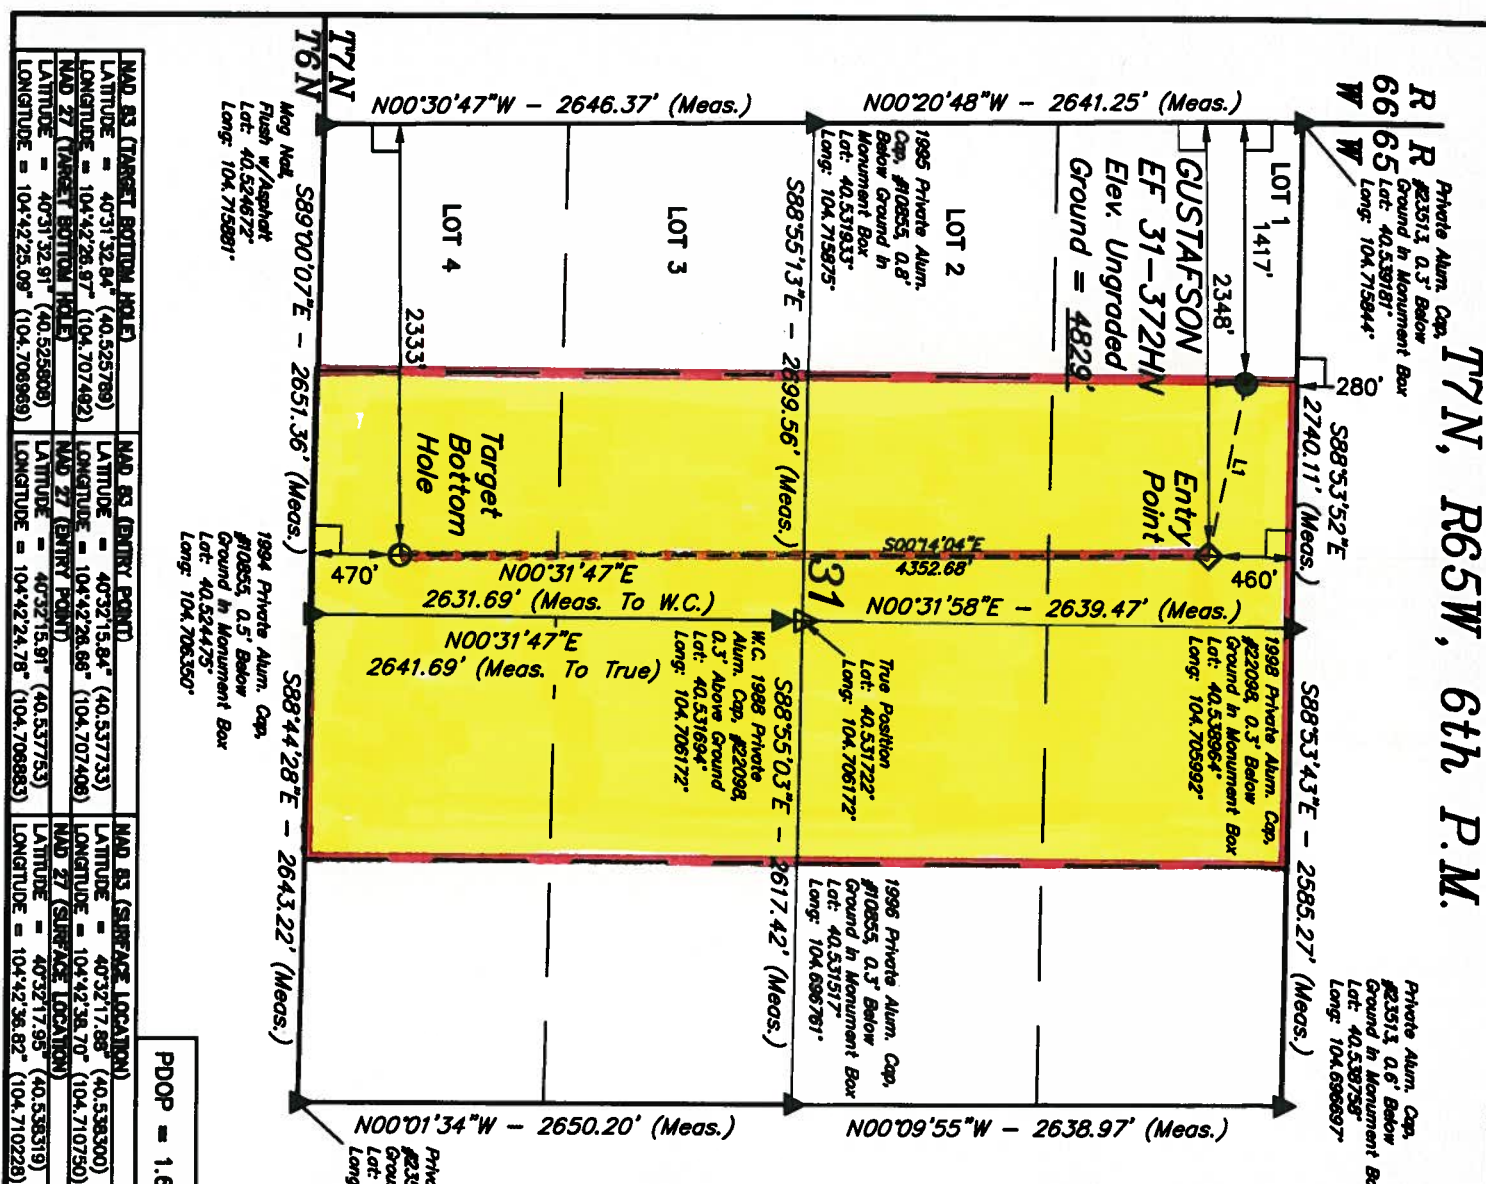 T7N, R65W, 6th P.M.
R R
66 65
W W
T7N
T6N
Private Alum. Cap,
#23513, 0.3' Below
Ground in Monument Box
Lat: 40.539181°
Long: 104.715844°
S88°53'52"E
2740.11' (Meas.)
S88°53'43"E - 2585.27' (Meas.)
Private Alum. Cap,
#23513, 0.6' Below
Ground in Monument
Lat: 40.538758°
Long: 104.696697°
N00°20'48"W - 2641.25' (Meas.)
N00°30'47"W - 2646.37' (Meas.)
LOT 1
1417'
2348'
280'
GUSTAFSON
EF 31-372HN
Elev. Ungraded
Ground = 4829'
L1
Entry
Point
460'
1998 Private Alum. Cap,
#22098, 0.3' Below
Ground in Monument Box
Lat: 40.538964°
Long: 104.705992°
LOT 2
1995 Private Alum.
Cap, #10855, 0.8'
Below Ground in
Monument Box
Lat: 40.531933°
Long: 104.715875°
S88°55'13"E - 2699.56' (Meas.)
S00°14'04"E
4352.68'
31
N00°31'58"E - 2639.47' (Meas.)
True Position
Lat: 40.531722°
Long: 104.706172°
1996 Private Alum. Cap,
#10855, 0.3' Below
Ground in Monument Box
Lat: 40.531517°
Long: 104.696761°
N00°09'55"W - 2638.97' (Meas.)
S88°55'03"E - 2617.42' (Meas.)
W.C. 1988 Private
Alum. Cap, #22098,
0.3' Above Ground
Lat: 40.531694°
Long: 104.706172°
LOT 3
LOT 4
2333'
Target
Bottom
Hole
470'
N00°31'47"E
2631.69' (Meas. To W.C.)
N00°31'47"E
2641.69' (Meas. To True)
N00°01'34"W - 2650.20' (Meas.)
Mag Nail,
Flush w/Asphalt
Lat: 40.524672°
Long: 104.715881°
S89°00'07"E - 2651.36' (Meas.)
1994 Private Alum. Cap,
#10855, 0.5' Below
Ground in Monument Box
Lat: 40.524475°
Long: 104.706350°
S88°44'28"E - 2643.22' (Meas.)
Lat:
Long
PDOP = 1.6
NAD 83 (TARGET BOTTOM HOLE)
LATITUDE = 40°31'32.84" (40.525789)
LONGITUDE = 104°42'26.97" (104.707492)
NAD 27 (TARGET BOTTOM HOLE)
LATITUDE = 40°31'32.91" (40.525808)
LONGITUDE = 104°42'25.09" (104.706969)
NAD 83 (ENTRY POINT)
LATITUDE = 40°32'15.84" (40.537733)
LONGITUDE = 104°42'26.66" (104.707406)
NAD 27 (ENTRY POINT)
LATITUDE = 40°32'15.91" (40.537753)
LONGITUDE = 104°42'24.78" (104.706883)
NAD 83 (SURFACE LOCATION)
LATITUDE = 40°32'17.88" (40.538300)
LONGITUDE = 104°42'38.70" (104.710750)
NAD 27 (SURFACE LOCATION)
LATITUDE = 40°32'17.95" (40.538319)
LONGITUDE = 104°42'36.82" (104.710228)